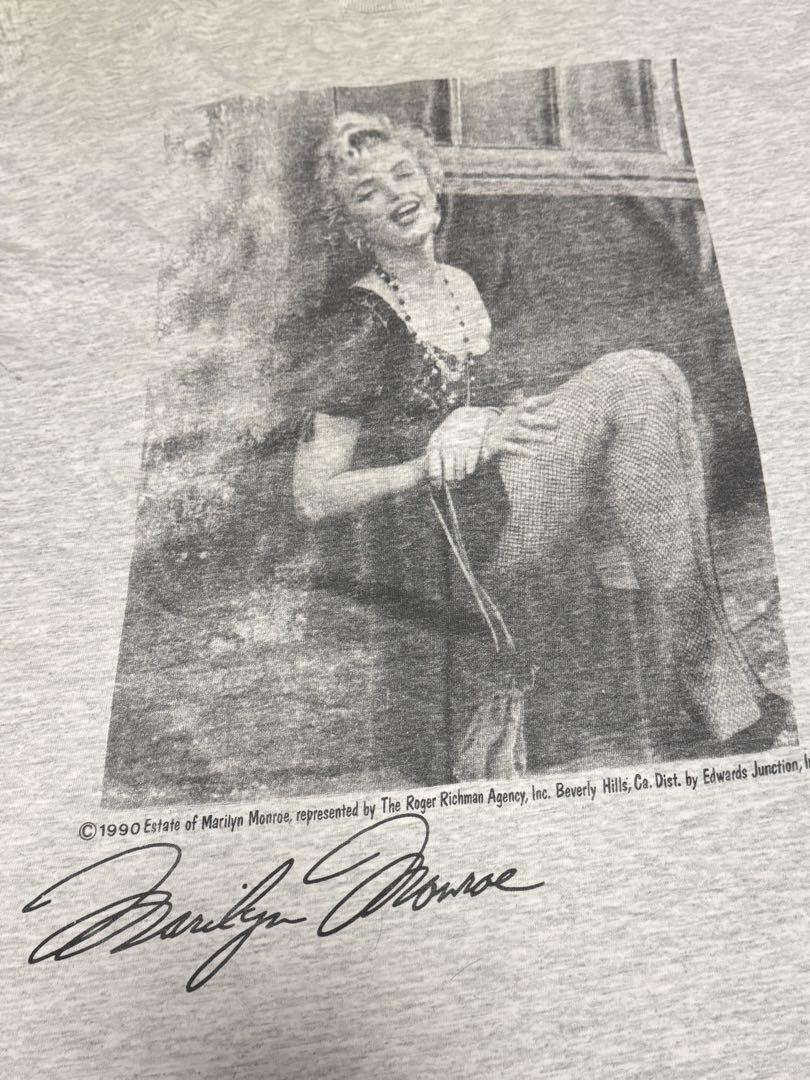 ©1990 Estate of Marilyn Monroe, represented by The Roger Richman Agency, Inc. Beverly Hills, Ca. Dist. by Edwards Junction,
Marilyn Monroe